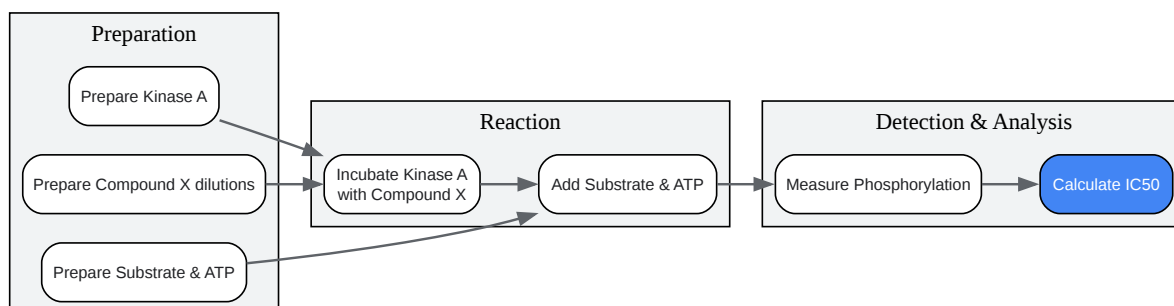 Preparation
Prepare Kinase A
Prepare Compound X dilutions
Prepare Substrate & ATP
Reaction
Incubate Kinase A
with Compound X
Add Substrate & ATP
Detection & Analysis
Measure Phosphorylation
Calculate IC50